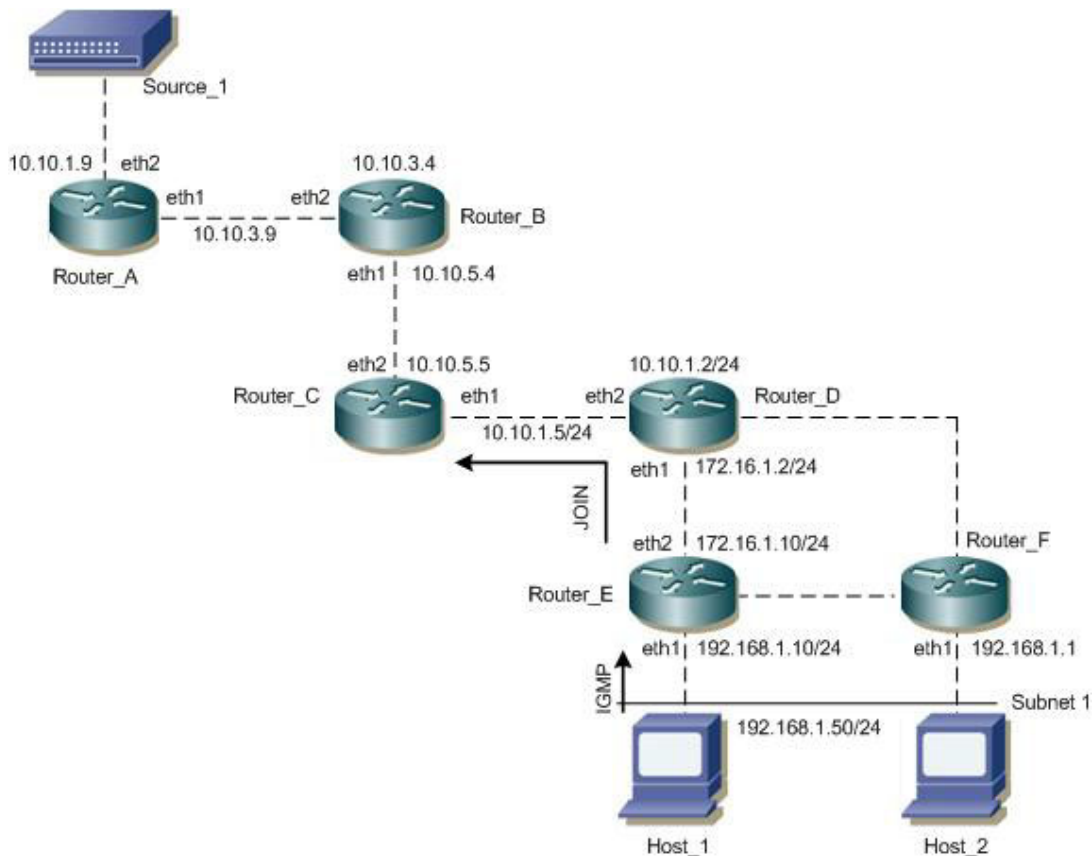 Source_1
10.10.1.9 eth2
10.10.3.4
eth1
eth2
Router_B
10.10.3.9
Router_A
eth1 10.10.5.4
eth2 10.10.5.5
10.10.1.2/24
Router_C
eth1
eth2
Router_D
10.10.1.5/24
eth1 172.16.1.2/24
JOIN
eth2 172.16.1.10/24
Router_F
Router_E
eth1 192.168.1.10/24
eth1 192.168.1.1
IGMP
Subnet 1
192.168.1.50/24
Host_1
Host_2